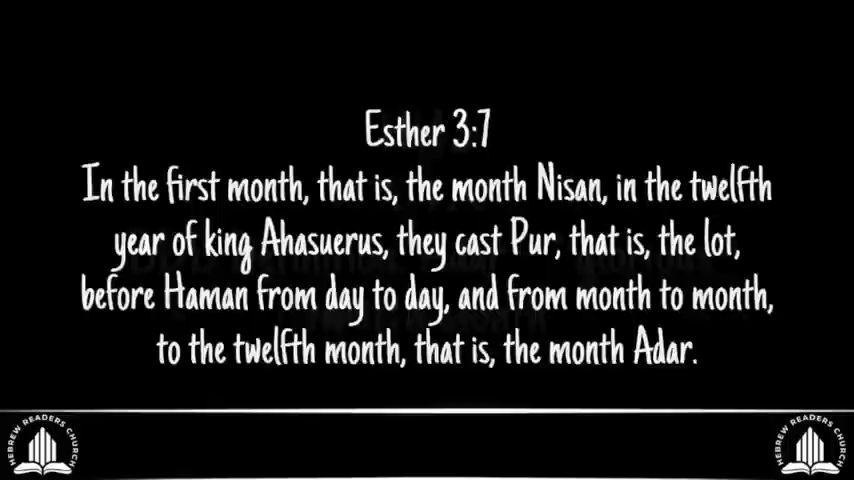 Esther 3:7
In the first month, that is, the month Nisan, in the twelfth
year of king Ahasuerus, they cast Pur, that is, the lot,
before Haman from day to day, and from month to month,
to the twelfth month, that is, the month Adar.
HEBREW READERS CHURCH
HEBREW READERS CHURCH